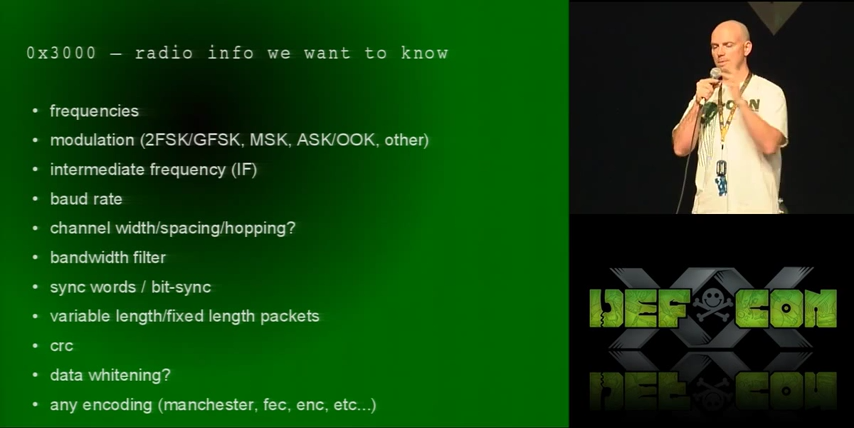 0x3000 – radio info we want to know
• frequencies
• modulation (2FSK/GFSK, MSK, ASK/OOK, other)
• intermediate frequency (IF)
• baud rate
• channel width/spacing/hopping?
• bandwidth filter
• sync words / bit-sync
• variable length/fixed length packets
• crc
• data whitening?
• any encoding (manchester, fec, enc, etc...)
XX
DEF CON